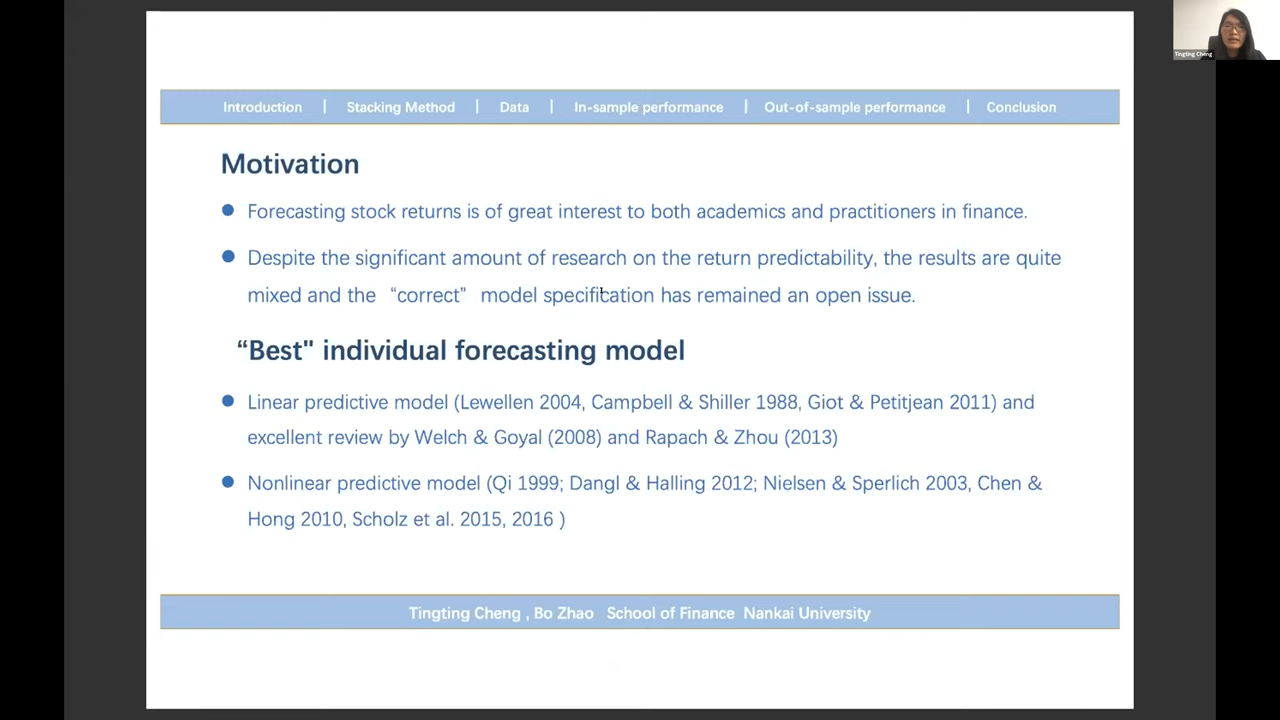 Tingting Cheng
Introduction | Stacking Method | Data | In-sample performance | Out-of-sample performance | Conclusion
Motivation
Forecasting stock returns is of great interest to both academics and practitioners in finance.
Despite the significant amount of research on the return predictability, the results are quite
mixed and the “correct” model specification has remained an open issue.
“Best" individual forecasting model
Linear predictive model (Lewellen 2004, Campbell & Shiller 1988, Giot & Petitjean 2011) and
excellent review by Welch & Goyal (2008) and Rapach & Zhou (2013)
Nonlinear predictive model (Qi 1999; Dangl & Halling 2012; Nielsen & Sperlich 2003, Chen &
Hong 2010, Scholz et al. 2015, 2016 )
Tingting Cheng , Bo Zhao School of Finance Nankai University